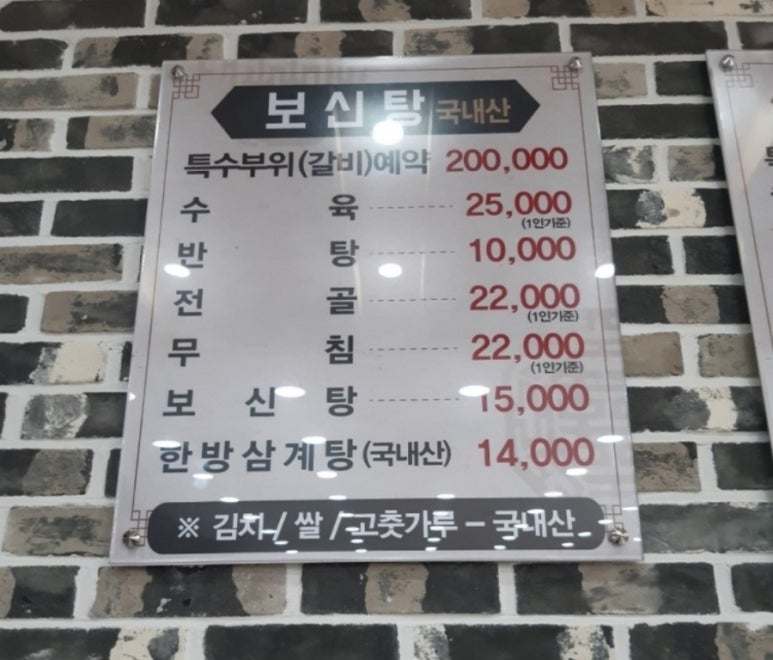 보신탕 국내산
특수부위(갈비)예약 200,000
수 육 25,000
(1인기준)
반 탕 10,000
전 골 22,000
(1인기준)
무 침 22,000
(1인기준)
보 신 탕 15,000
한방삼계탕(국내산) 14,000
※ 김치 / 쌀 / 고춧가루 - 국내산